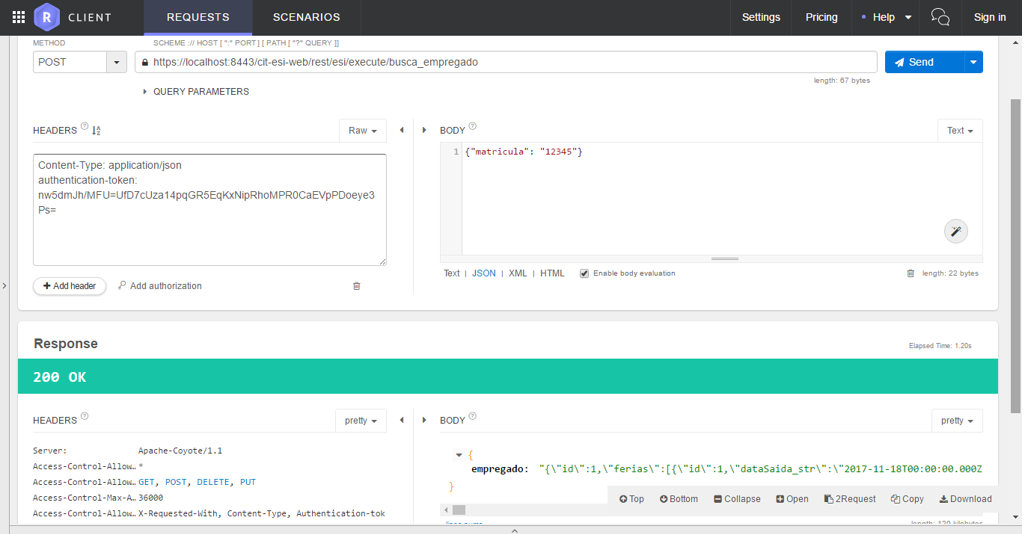 R CLIENT REQUESTS SCENARIOS Settings Pricing Help Sign in
METHOD SCHEME :// HOST [ ":" PORT ] [ PATH [ "?" QUERY ]]
POST https://localhost:8443/cit-esi-web/rest/esi/execute/busca_empregado Send
length: 67 bytes
QUERY PARAMETERS
HEADERS ? Raw BODY ? Text
Content-Type: application/json
authentication-token:
nw5dmJh/MFU=UfD7cUza14pqGR5EqKxNipRhoMPR0CaEVpPDoeye3
Ps=
1 {"matricula": "12345"}
Text | JSON | XML | HTML Enable body evaluation length: 22 bytes
+ Add header Add authorization
Response Elapsed Time: 1.20s
200 OK
HEADERS ? pretty BODY ? pretty
Server: Apache-Coyote/1.1
Access-Control-Allow… *
Access-Control-Allow… GET, POST, DELETE, PUT
Access-Control-Max-A… 36000
Access-Control-Allow… X-Requested-With, Content-Type, Authentication-tok
{
empregado: "{\"id\":1,\"ferias\":[{\"id\":1,\"dataSaida_str\":\"2017-11-18T00:00:00.000Z
}
Top Bottom Collapse Open 2Request Copy Download